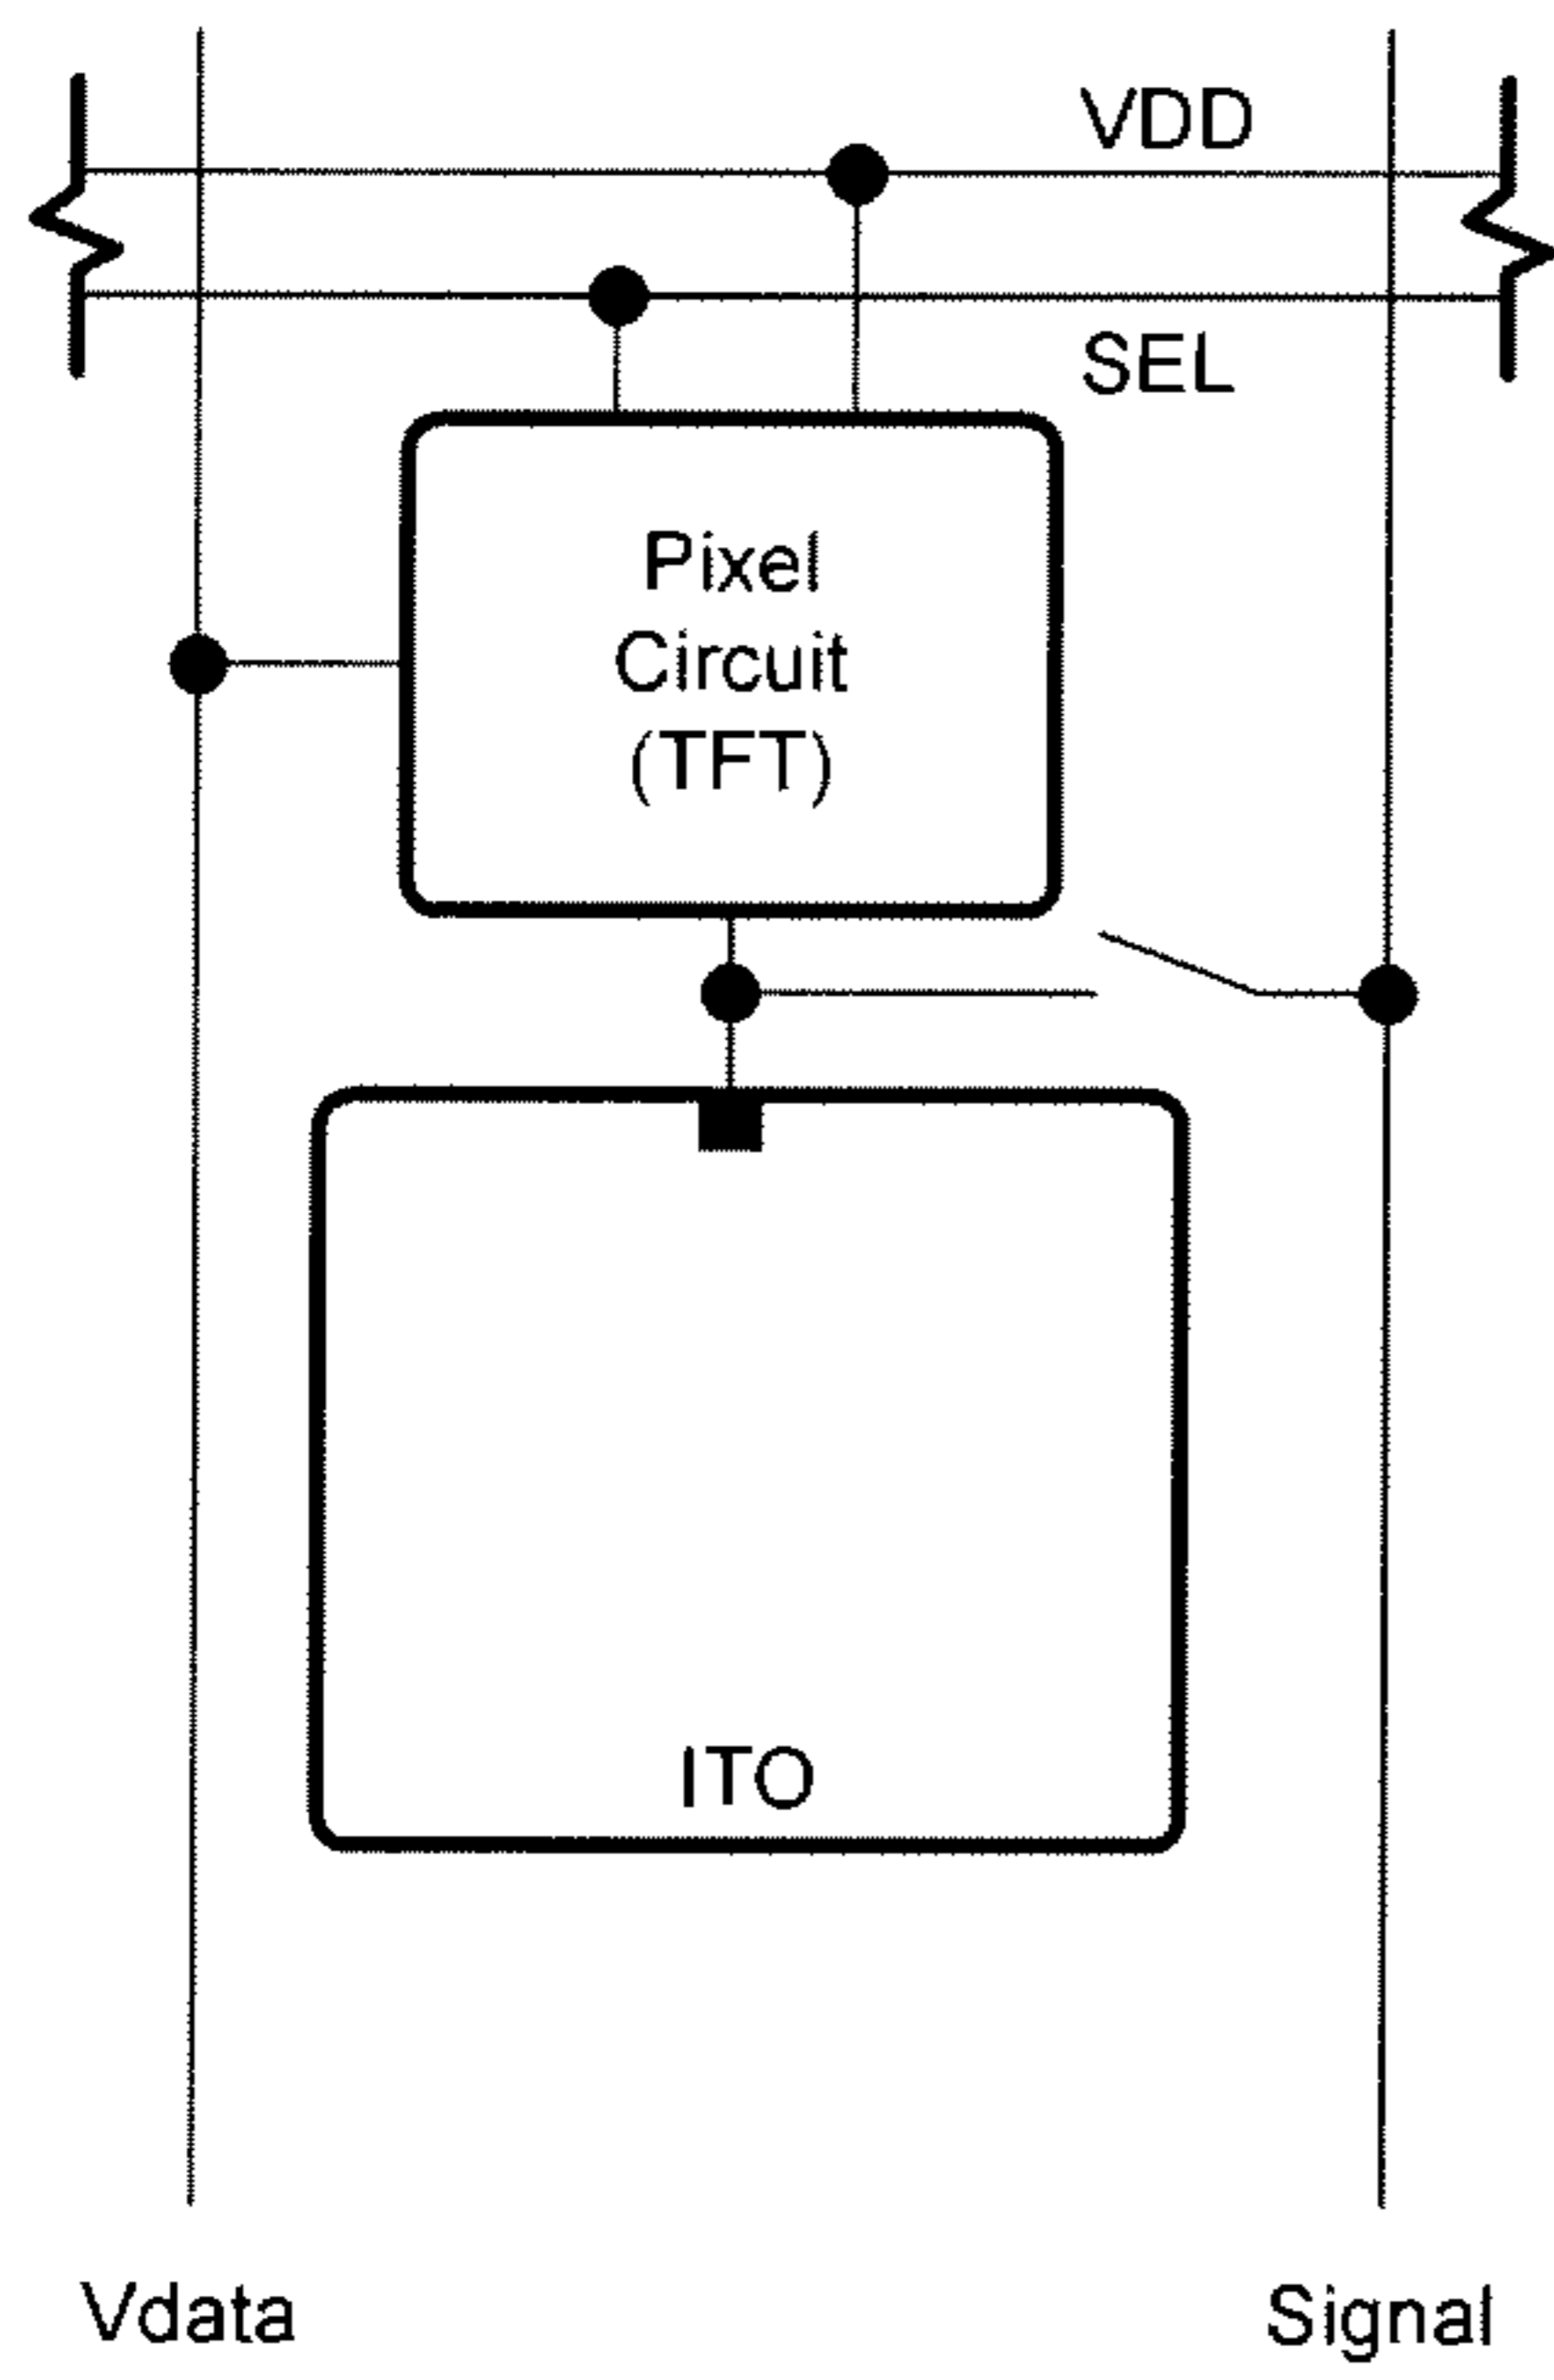 VDD
SEL
Pixel
Circuit
(TFT)
ITO
Vdata
Signal